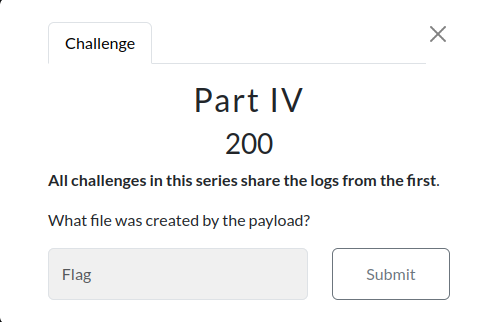 Challenge
Part IV
200
All challenges in this series share the logs from the first.
What file was created by the payload?
Flag
Submit